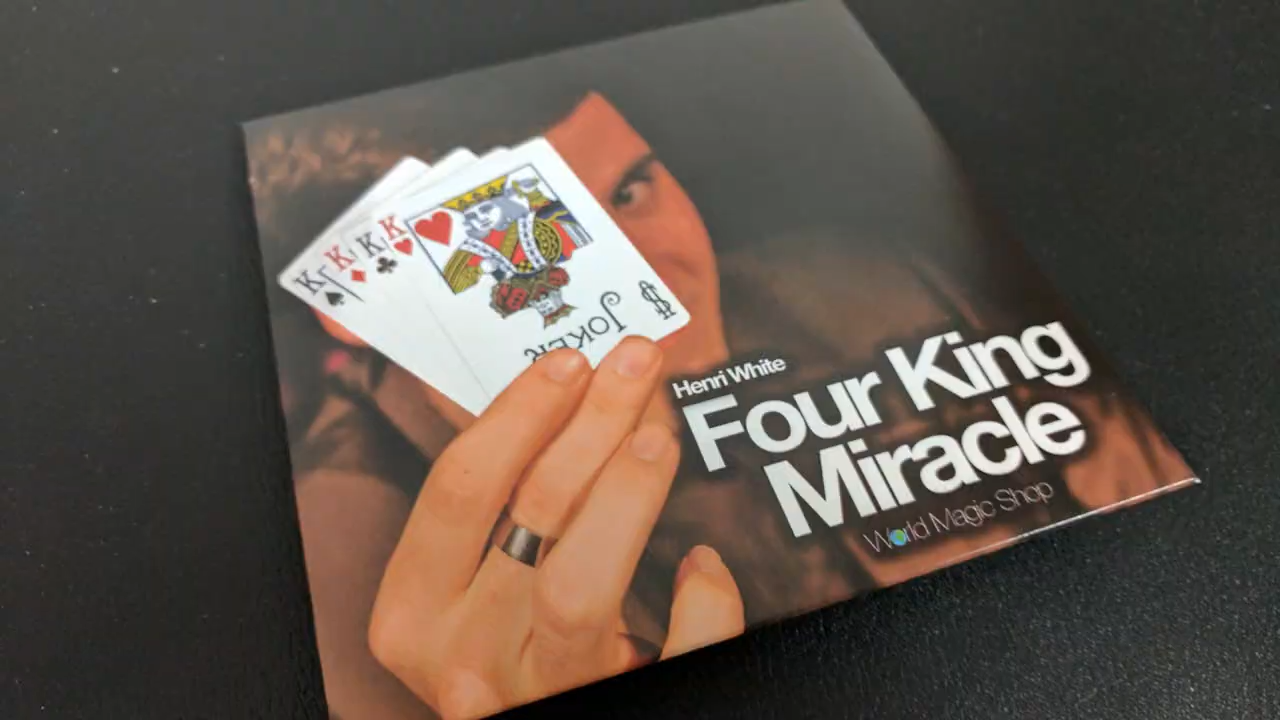 K K K K
JOKER
$
Henri White
Four King
Miracle
World Magic Shop